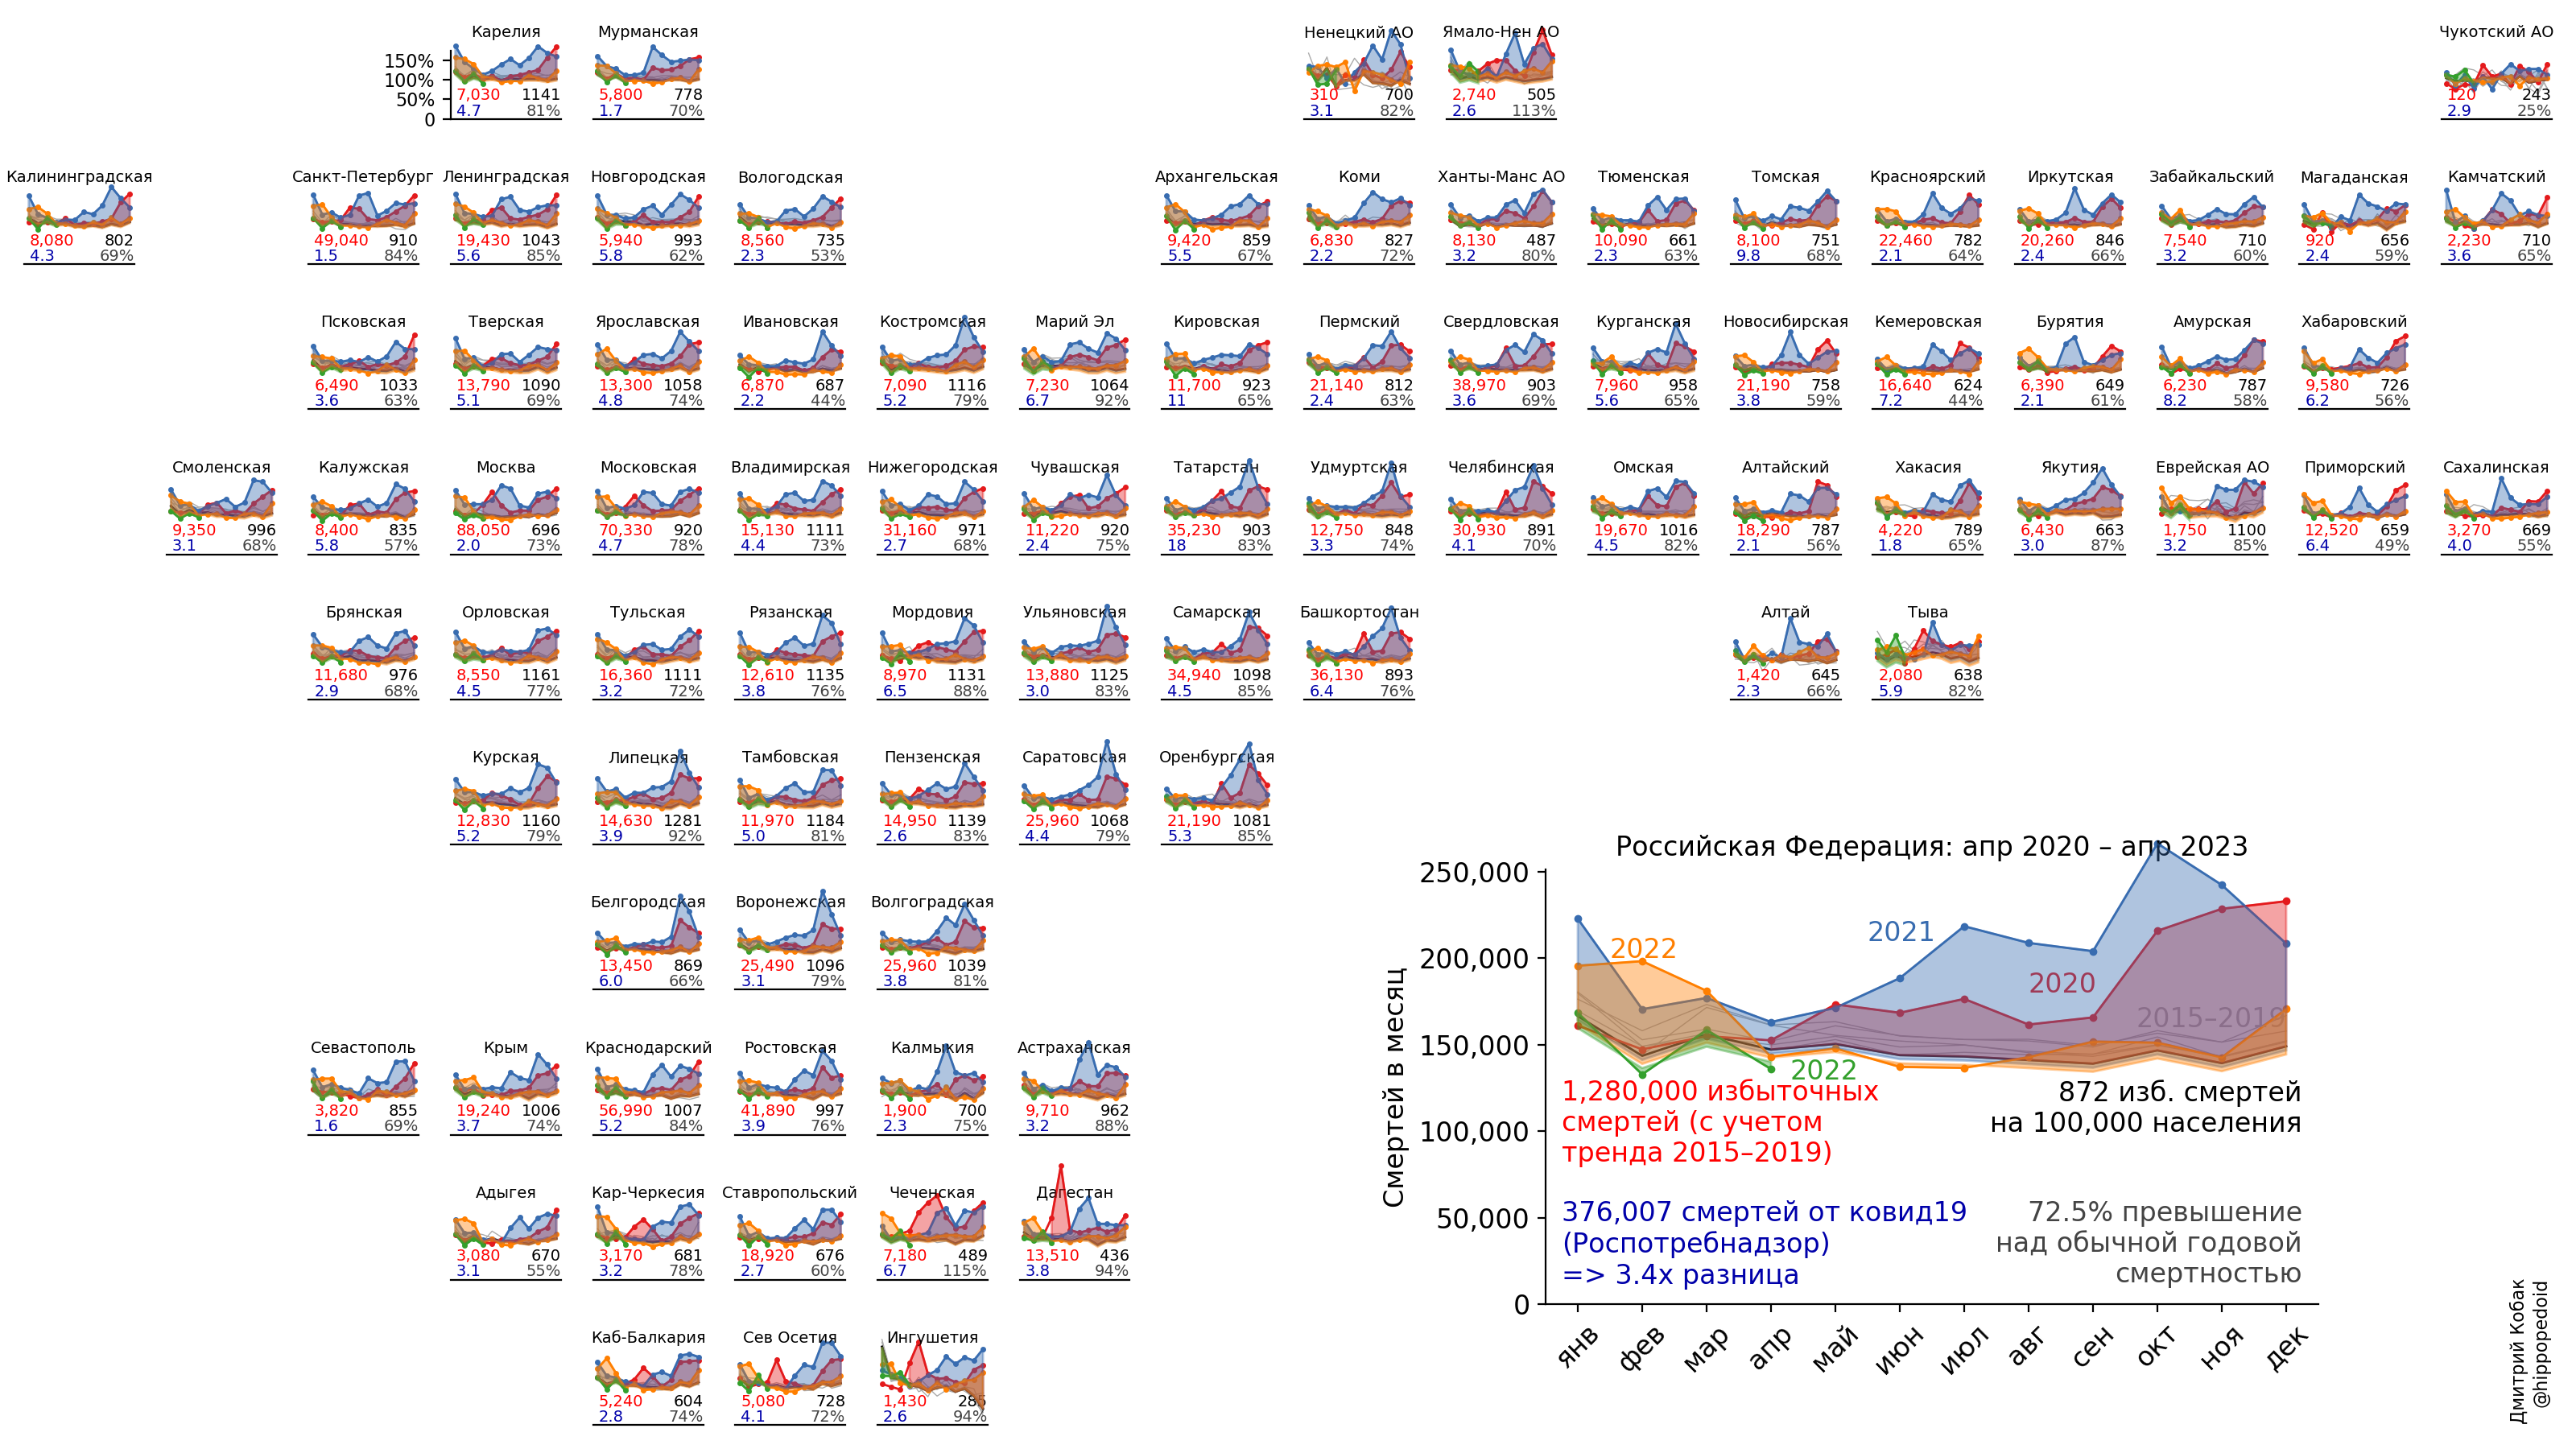 Карелия Мурманская Ненецкий АО Ямало-Нен АО Чукотский АО
150%
100%
50%
0
7,030 1141 5,800 778 310 700 2,740 505 120 243
4.7 81% 1.7 70% 3.1 82% 2.6 113% 2.9 25%
Калининградская Санкт-Петербург Ленинградская Новгородская Вологодская Архангельская Коми Ханты-Манс АО Тюменская Томская Красноярский Иркутская Забайкальский Магаданская Камчатский
8,080 802 49,040 910 19,430 1043 5,940 993 8,560 735 9,420 859 6,830 827 8,130 487 10,090 661 8,100 751 22,460 782 20,260 846 7,540 710 920 656 2,230 710
4.3 69% 1.5 84% 5.6 85% 5.8 62% 2.3 53% 5.5 67% 2.2 72% 3.2 80% 2.3 63% 9.8 68% 2.1 64% 2.4 66% 3.2 60% 2.4 59% 3.6 65%
Псковская Тверская Ярославская Ивановская Костромская Марий Эл Кировская Пермский Свердловская Курганская Новосибирская Кемеровская Бурятия Амурская Хабаровский
6,490 1033 13,790 1090 13,300 1058 6,870 687 7,090 1116 7,230 1064 11,700 923 21,140 812 38,970 903 7,960 958 21,190 758 16,640 624 6,390 649 6,230 787 9,580 726
3.6 63% 5.1 69% 4.8 74% 2.2 44% 5.2 79% 6.7 92% 11 65% 2.4 63% 3.6 69% 5.6 65% 3.8 59% 7.2 44% 2.1 61% 8.2 58% 6.2 56%
Смоленская Калужская Москва Московская Владимирская Нижегородская Чувашская Татарстан Удмуртская Челябинская Омская Алтайский Хакасия Якутия Еврейская АО Приморский Сахалинская
9,350 996 8,400 835 88,050 696 70,330 920 15,130 1111 31,160 971 11,220 920 35,230 903 12,750 848 30,930 891 19,670 1016 18,290 787 4,220 789 6,430 663 1,750 1100 12,520 659 3,270 669
3.1 68% 5.8 57% 2.0 73% 4.7 78% 4.4 73% 2.7 68% 2.4 75% 18 83% 3.3 74% 4.1 70% 4.5 82% 2.1 56% 1.8 65% 3.0 87% 3.2 85% 6.4 49% 4.0 55%
Брянская Орловская Тульская Рязанская Мордовия Ульяновская Самарская Башкортостан Алтай Тыва
11,680 976 8,550 1161 16,360 1111 12,610 1135 8,970 1131 13,880 1125 34,940 1098 36,130 893 1,420 645 2,080 638
2.9 68% 4.5 77% 3.2 72% 3.8 76% 6.5 88% 3.0 83% 4.5 85% 6.4 76% 2.3 66% 5.9 82%
Курская Липецкая Тамбовская Пензенская Саратовская Оренбургская
12,830 1160 14,630 1281 11,970 1184 14,950 1139 25,960 1068 21,190 1081
5.2 79% 3.9 92% 5.0 81% 2.6 83% 4.4 79% 5.3 85%
Белгородская Воронежская Волгоградская
13,450 869 25,490 1096 25,960 1039
6.0 66% 3.1 79% 3.8 81%
Севастополь Крым Краснодарский Ростовская Калмыкия Астраханская
3,820 855 19,240 1006 56,990 1007 41,890 997 1,900 700 9,710 962
1.6 69% 3.7 74% 5.2 84% 3.9 76% 2.3 75% 3.2 88%
Адыгея Кар-Черкесия Ставропольский Чеченская Дагестан
3,080 670 3,170 681 18,920 676 7,180 489 13,510 436
3.1 55% 3.2 78% 2.7 60% 6.7 115% 3.8 94%
Каб-Балкария Сев Осетия Ингушетия
5,240 604 5,080 728 1,430
2.8 74% 4.1 72% 2.6 94%
Российская Федерация: апр 2020 – апр 2023
Смертей в месяц
250,000
200,000
150,000
100,000
50,000
0
2022
2021
2020
2015–2019
2022
1,280,000 избыточных
смертей (с учетом
тренда 2015–2019)
872 изб. смертей
на 100,000 населения
376,007 смертей от ковид19
(Роспотребнадзор)
=> 3.4x разница
72.5% превышение
над обычной годовой
смертностью
янв фев мар апр май июн июл авг сен окт ноя дек
Дмитрий Кобак
@hippopedoid